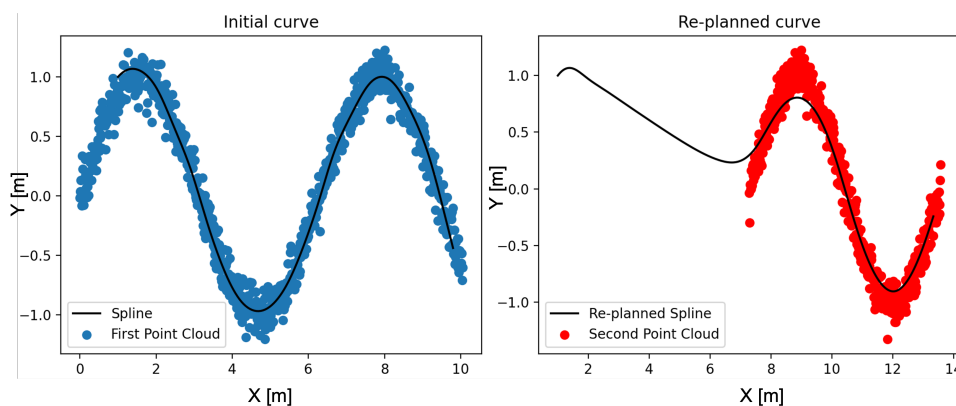 Initial curve
Y [m]
1.0
0.5
0.0
−0.5
−1.0
Spline
First Point Cloud
0 2 4 6 8 10
X [m]
Re-planned curve
Y [m]
1.0
0.5
0.0
−0.5
−1.0
Re-planned Spline
Second Point Cloud
2 4 6 8 10 12 14
X [m]